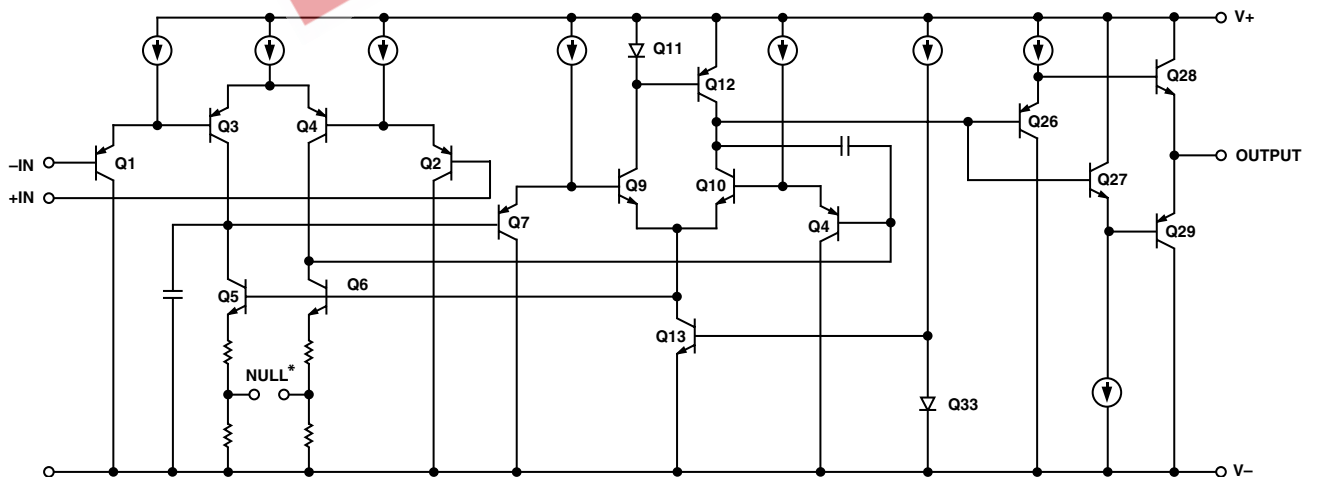 V+
Q11
Q12
Q28
Q3
Q4
Q26
–IN
Q1
Q2
OUTPUT
+IN
Q9
Q10
Q27
Q7
Q4
Q29
Q5
Q6
Q13
NULL*
Q33
V–